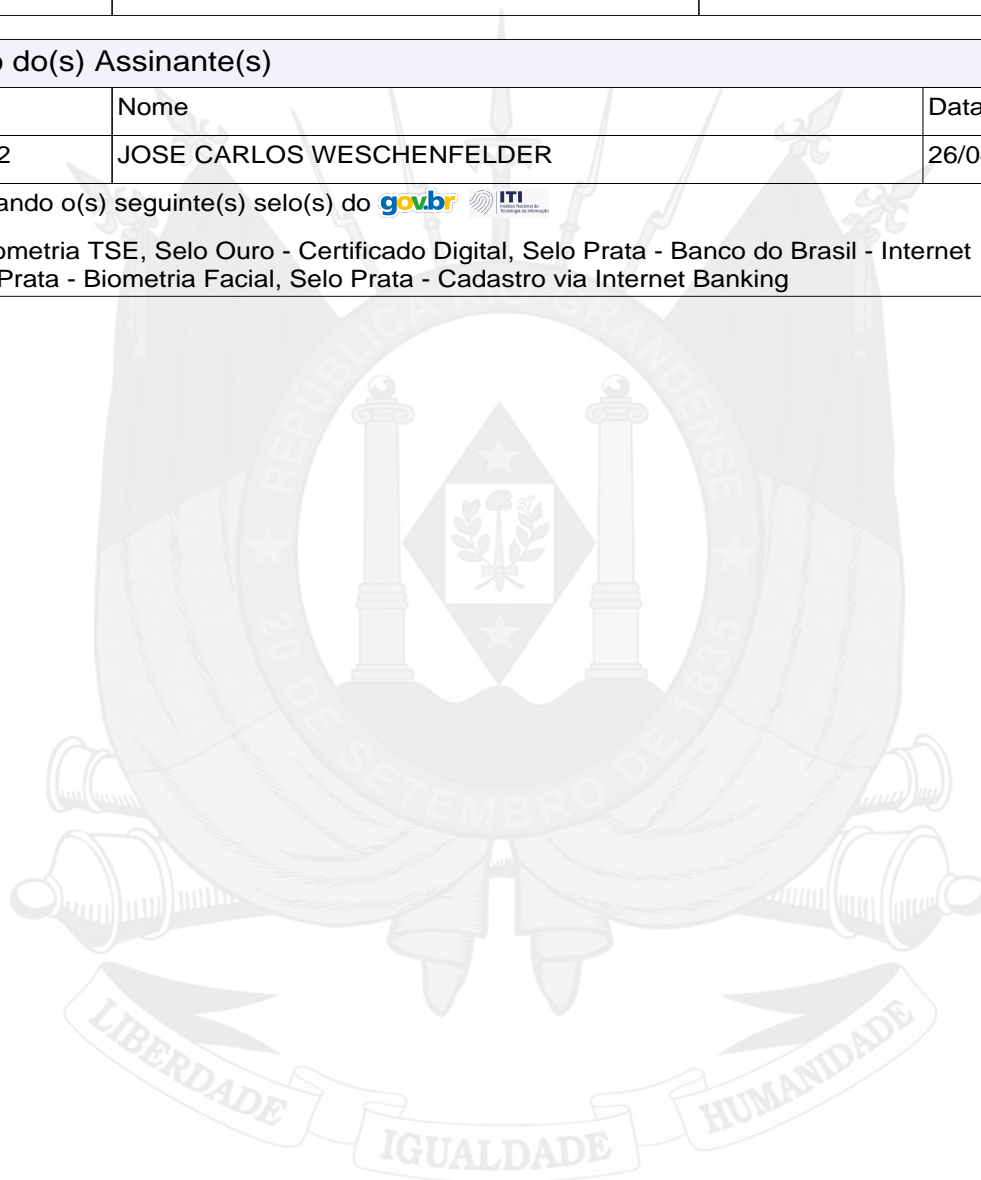 do(s) Assinante(s)
Nome Data
2 JOSE CARLOS WESCHENFELDER 26/0
ando o(s) seguinte(s) selo(s) do gov.br ITI
ometria TSE, Selo Ouro - Certificado Digital, Selo Prata - Banco do Brasil - Internet
Prata - Biometria Facial, Selo Prata - Cadastro via Internet Banking
REPÚBLICA RIO GRANDENSE
20 DE SETEMBRO DE 1835
LIBERDADE IGUALDADE HUMANIDADE